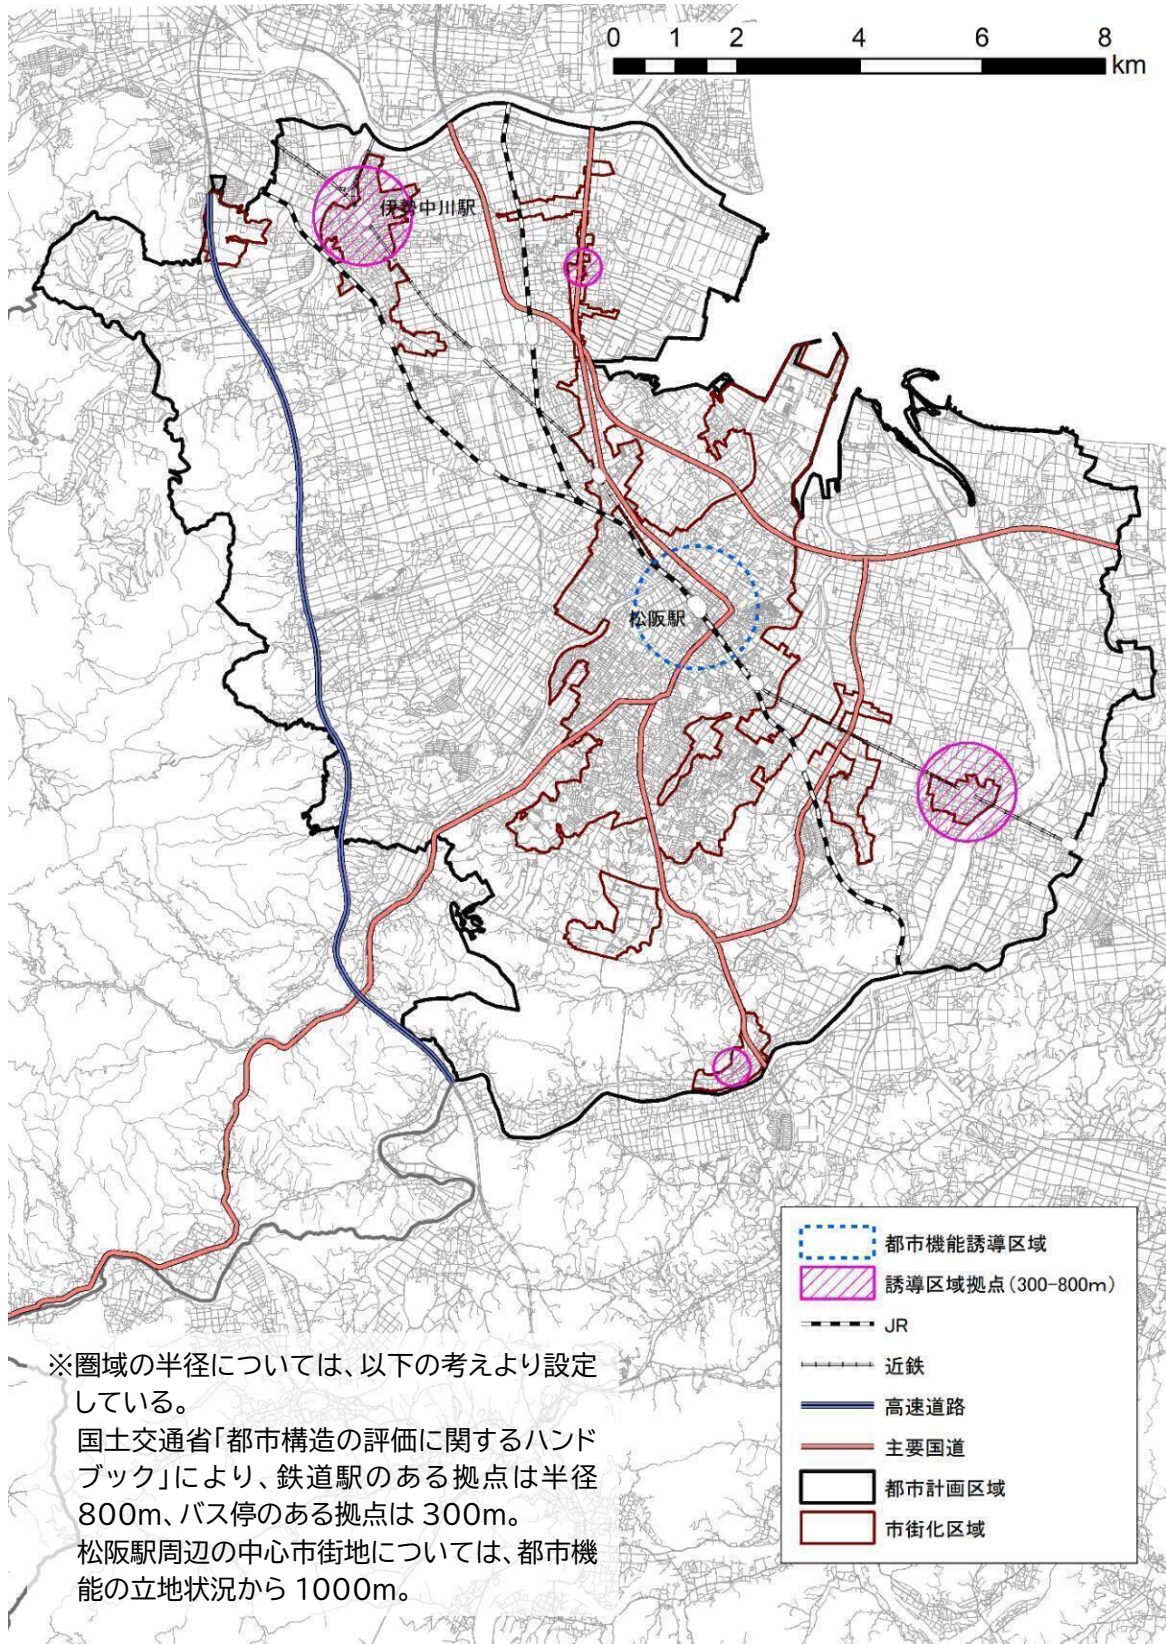 0 1 2 4 6 8 km
伊勢中川駅
松阪駅
都市機能誘導区域
誘導区域拠点(300-800m)
JR
近鉄
高速道路
主要国道
都市計画区域
市街化区域
※圏域の半径については、以下の考えより設定
している。
国土交通省「都市構造の評価に関するハンド
ブック」により、鉄道駅のある拠点は半径
800m、バス停のある拠点は 300m。
松阪駅周辺の中心市街地については、都市機
能の立地状況から 1000m。